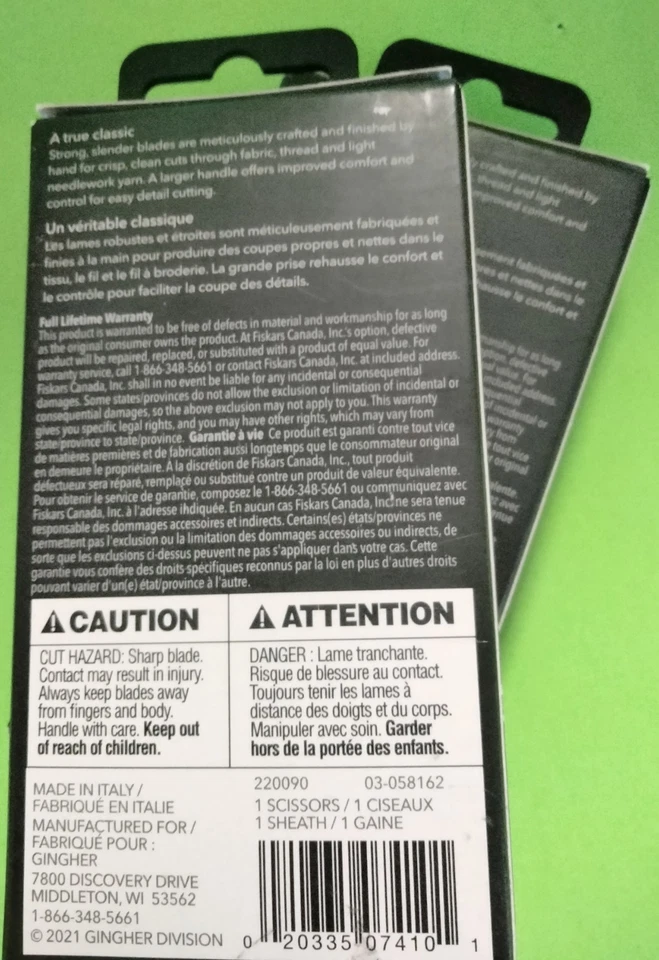 A true classic
Strong, slender blades are meticulously crafted and finished by
hand for crisp, clean cuts through fabric, thread and light
needlework yarn. A larger handle offers improved comfort and
control for easy detail cutting.
Un véritable classique
Les lames robustes et étroites sont méticuleusement fabriquées et
finies à la main pour produire des coupes propres et nettes dans le
tissu, le fil et le fil à broderie. La grande prise rehausse le confort et
le contrôle pour faciliter la coupe des détails.
Full Lifetime Warranty
This product is warranted to be free of defects in material and workmanship for as long
as the original consumer owns the product. At Fiskars Canada, Inc.'s option, defective
product will be repaired, replaced, or substituted with a product of equal value. For
warranty service, call 1-866-348-5661 or contact Fiskars Canada, Inc. at included address.
Fiskars Canada, Inc. shall in no event be liable for any incidental or consequential
damages. Some states/provinces do not allow the exclusion or limitation of incidental or
consequential damages, so the above exclusion may not apply to you. This warranty
gives you specific legal rights, and you may have other rights, which may vary from
state/province to state/province. Garantie à vie Ce produit est garanti contre tout vice
de matières premières et de fabrication aussi longtemps que le consommateur original
en demeure le propriétaire. À la discrétion de Fiskars Canada, Inc., tout produit
défectueux sera réparé, remplacé ou substitué contre un produit de valeur équivalente.
Pour obtenir le service de garantie, composez le 1-866-348-5661 ou communiquez avec
Fiskars Canada, Inc. à l'adresse indiquée. En aucun cas Fiskars Canada, Inc. ne sera tenue
responsable des dommages accessoires et indirects. Certains(es) états/provinces ne
permettent pas l'exclusion ou la limitation des dommages accessoires ou indirects, de
sorte que les exclusions ci-dessus peuvent ne pas s'appliquer dans votre cas. Cette
garantie vous confère des droits spécifiques reconnus par la loi en plus d'autres droits
pouvant varier d'un(e) état/province à l'autre.
CAUTION
CUT HAZARD: Sharp blade.
Contact may result in injury.
Always keep blades away
from fingers and body.
Handle with care. Keep out
of reach of children.
ATTENTION
DANGER : Lame tranchante.
Risque de blessure au contact.
Toujours tenir les lames à
distance des doigts et du corps.
Manipuler avec soin. Garder
hors de la portée des enfants.
MADE IN ITALY /
FABRIQUÉ EN ITALIE
MANUFACTURED FOR /
FABRIQUÉ POUR :
GINGHER
7800 DISCOVERY DRIVE
MIDDLETON, WI 53562
1-866-348-5661
© 2021 GINGHER DIVISION
220090 03-058162
1 SCISSORS / 1 CISEAUX
1 SHEATH / 1 GAINE
0 20335 07410 1
crafted and finished by
thread and light
improved comfort and
fabriquées et
et nettes dans le
confort et